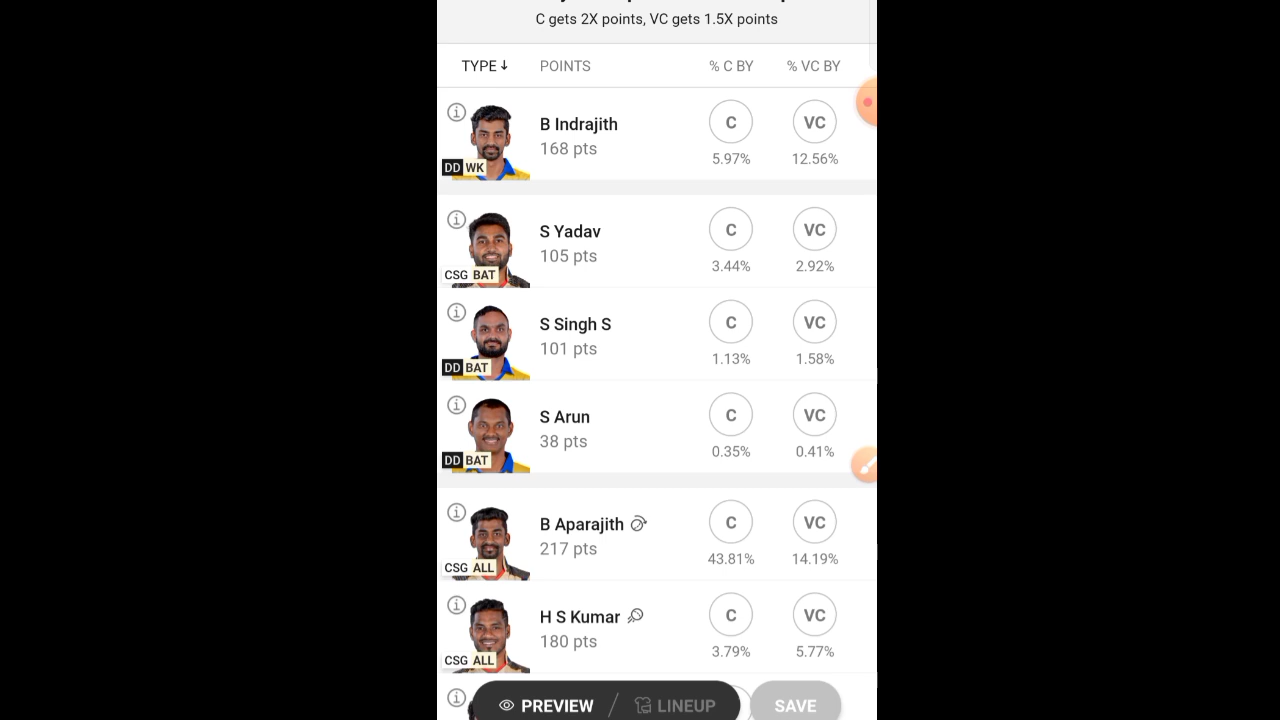 C gets 2X points, VC gets 1.5X points
TYPE↓ POINTS % C BY % VC BY
B Indrajith
168 pts
C VC
5.97% 12.56%
DD WK
S Yadav
105 pts
C VC
3.44% 2.92%
CSG BAT
S Singh S
101 pts
C VC
1.13% 1.58%
DD BAT
S Arun
38 pts
C VC
0.35% 0.41%
DD BAT
B Aparajith
217 pts
C VC
43.81% 14.19%
CSG ALL
H S Kumar
180 pts
C VC
3.79% 5.77%
CSG ALL
PREVIEW / LINEUP SAVE